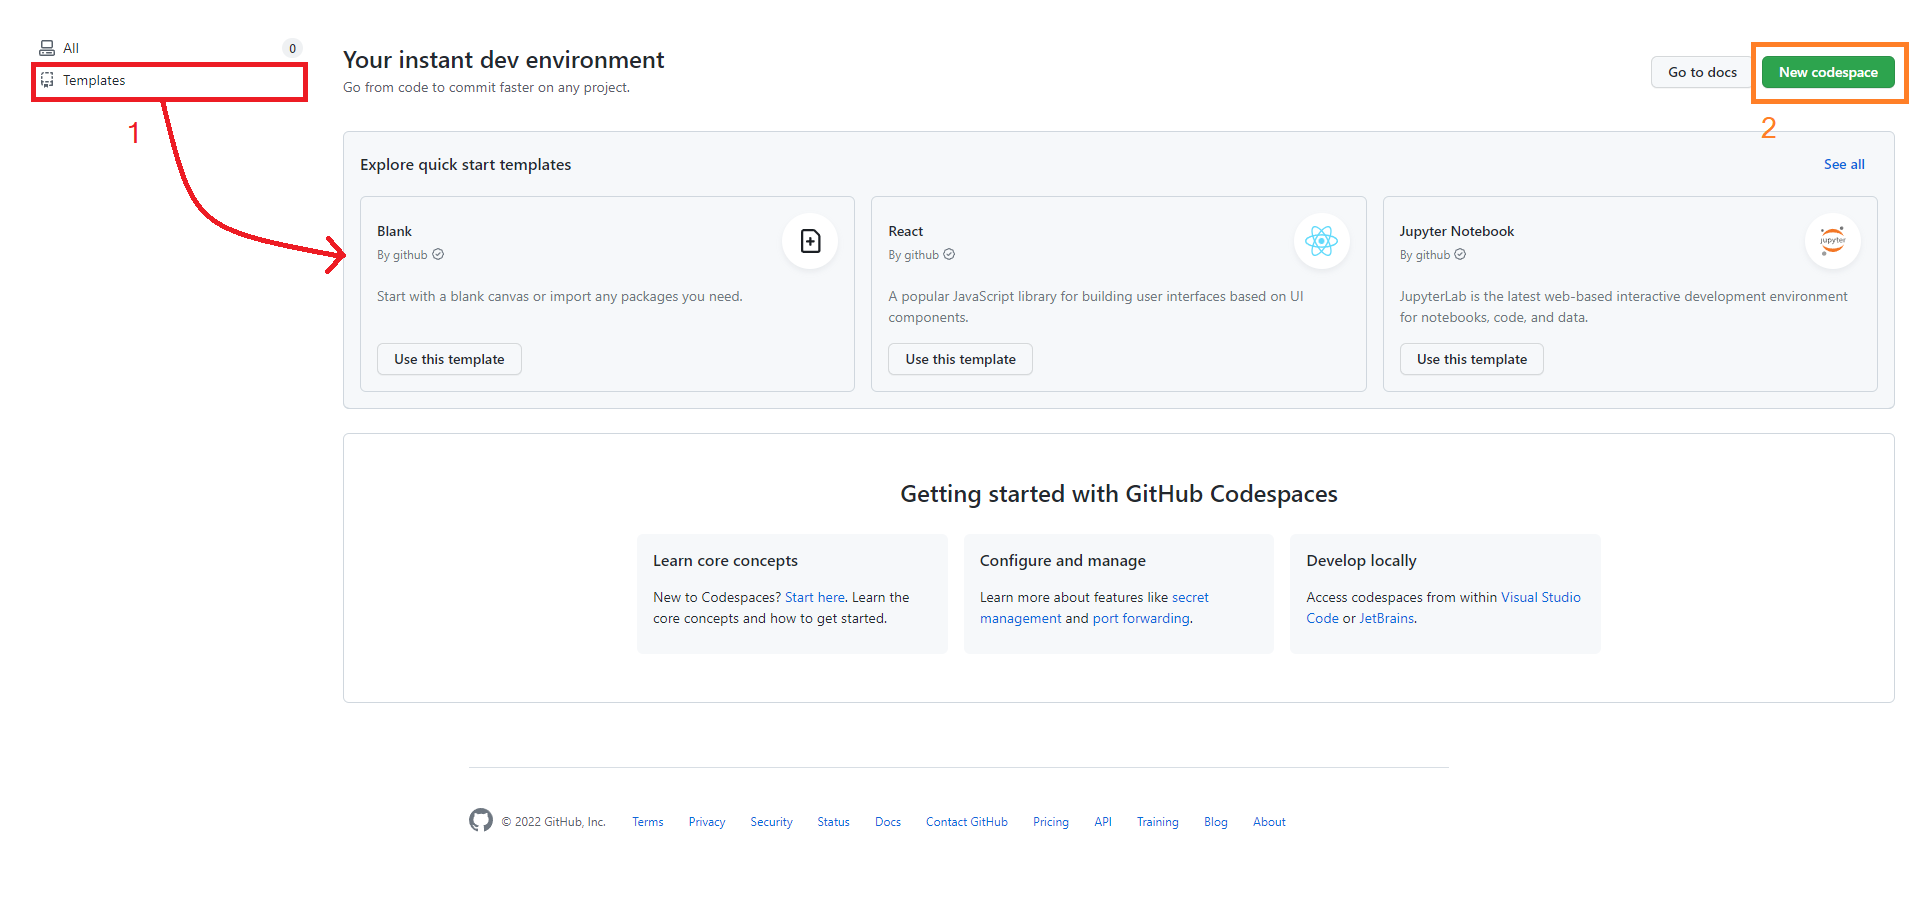 All
0
Templates
1
Your instant dev environment
Go from code to commit faster on any project.
Go to docs
New codespace
2
Explore quick start templates
See all
Blank
By github
Start with a blank canvas or import any packages you need.
Use this template
React
By github
A popular JavaScript library for building user interfaces based on UI
components.
Use this template
Jupyter Notebook
By github
jupyter
JupyterLab is the latest web-based interactive development environment
for notebooks, code, and data.
Use this template
Getting started with GitHub Codespaces
Learn core concepts
New to Codespaces? Start here. Learn the
core concepts and how to get started.
Configure and manage
Learn more about features like secret
management and port forwarding.
Develop locally
Access codespaces from within Visual Studio
Code or JetBrains.
© 2022 GitHub, Inc. Terms Privacy Security Status Docs Contact GitHub Pricing API Training Blog About